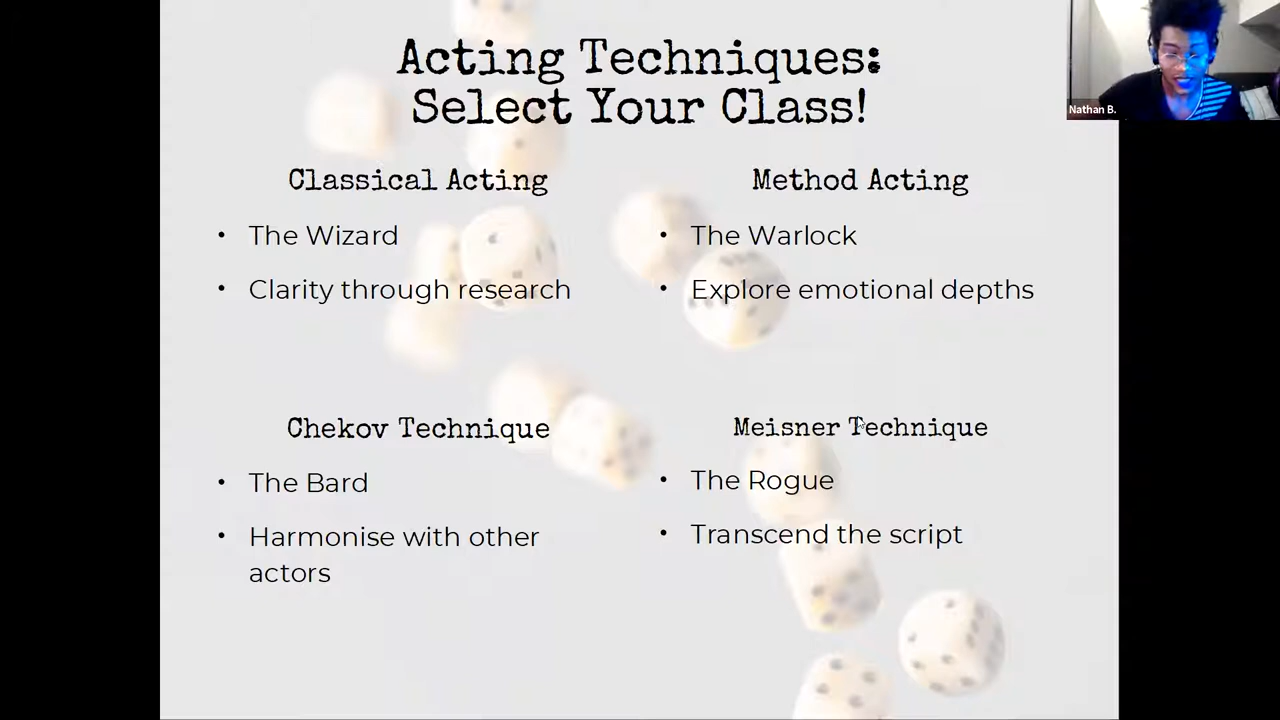 Acting Techniques:
Select Your Class!
Classical Acting
• The Wizard
• Clarity through research
Method Acting
• The Warlock
• Explore emotional depths
Chekov Technique
• The Bard
• Harmonise with other
actors
Meisner Technique
• The Rogue
• Transcend the script
Nathan B.